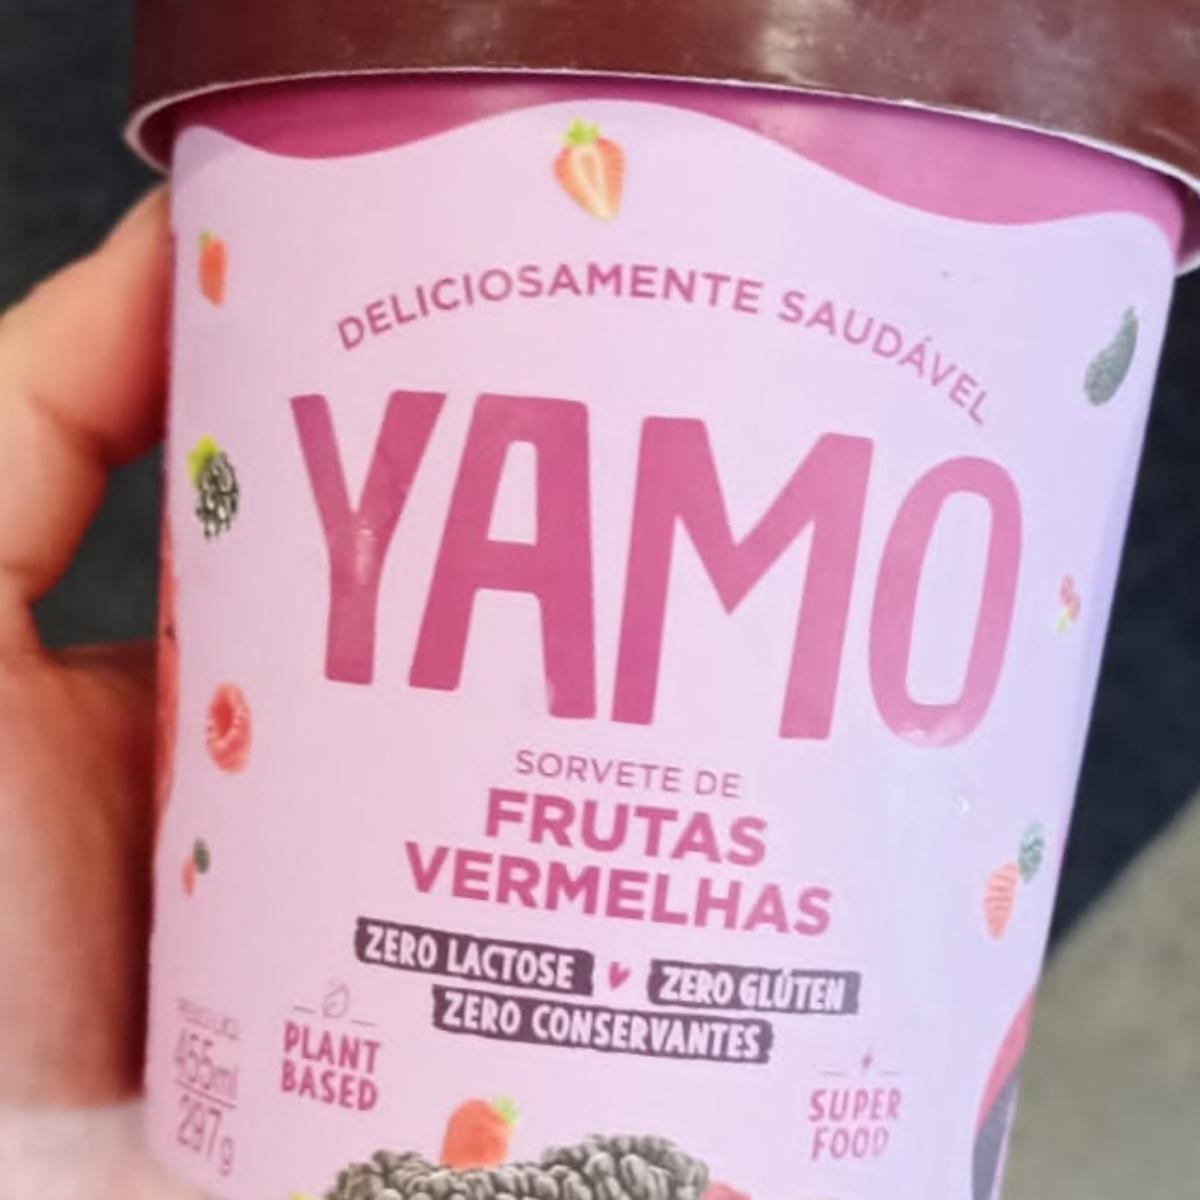 DELICIOSAMENTE SAUDÁVEL
YAMO
SORVETE DE
FRUTAS
VERMELHAS
ZERO LACTOSE ZERO GLÚTEN
ZERO CONSERVANTES
PLANT
BASED
455ml
297g
SUPER
FOOD